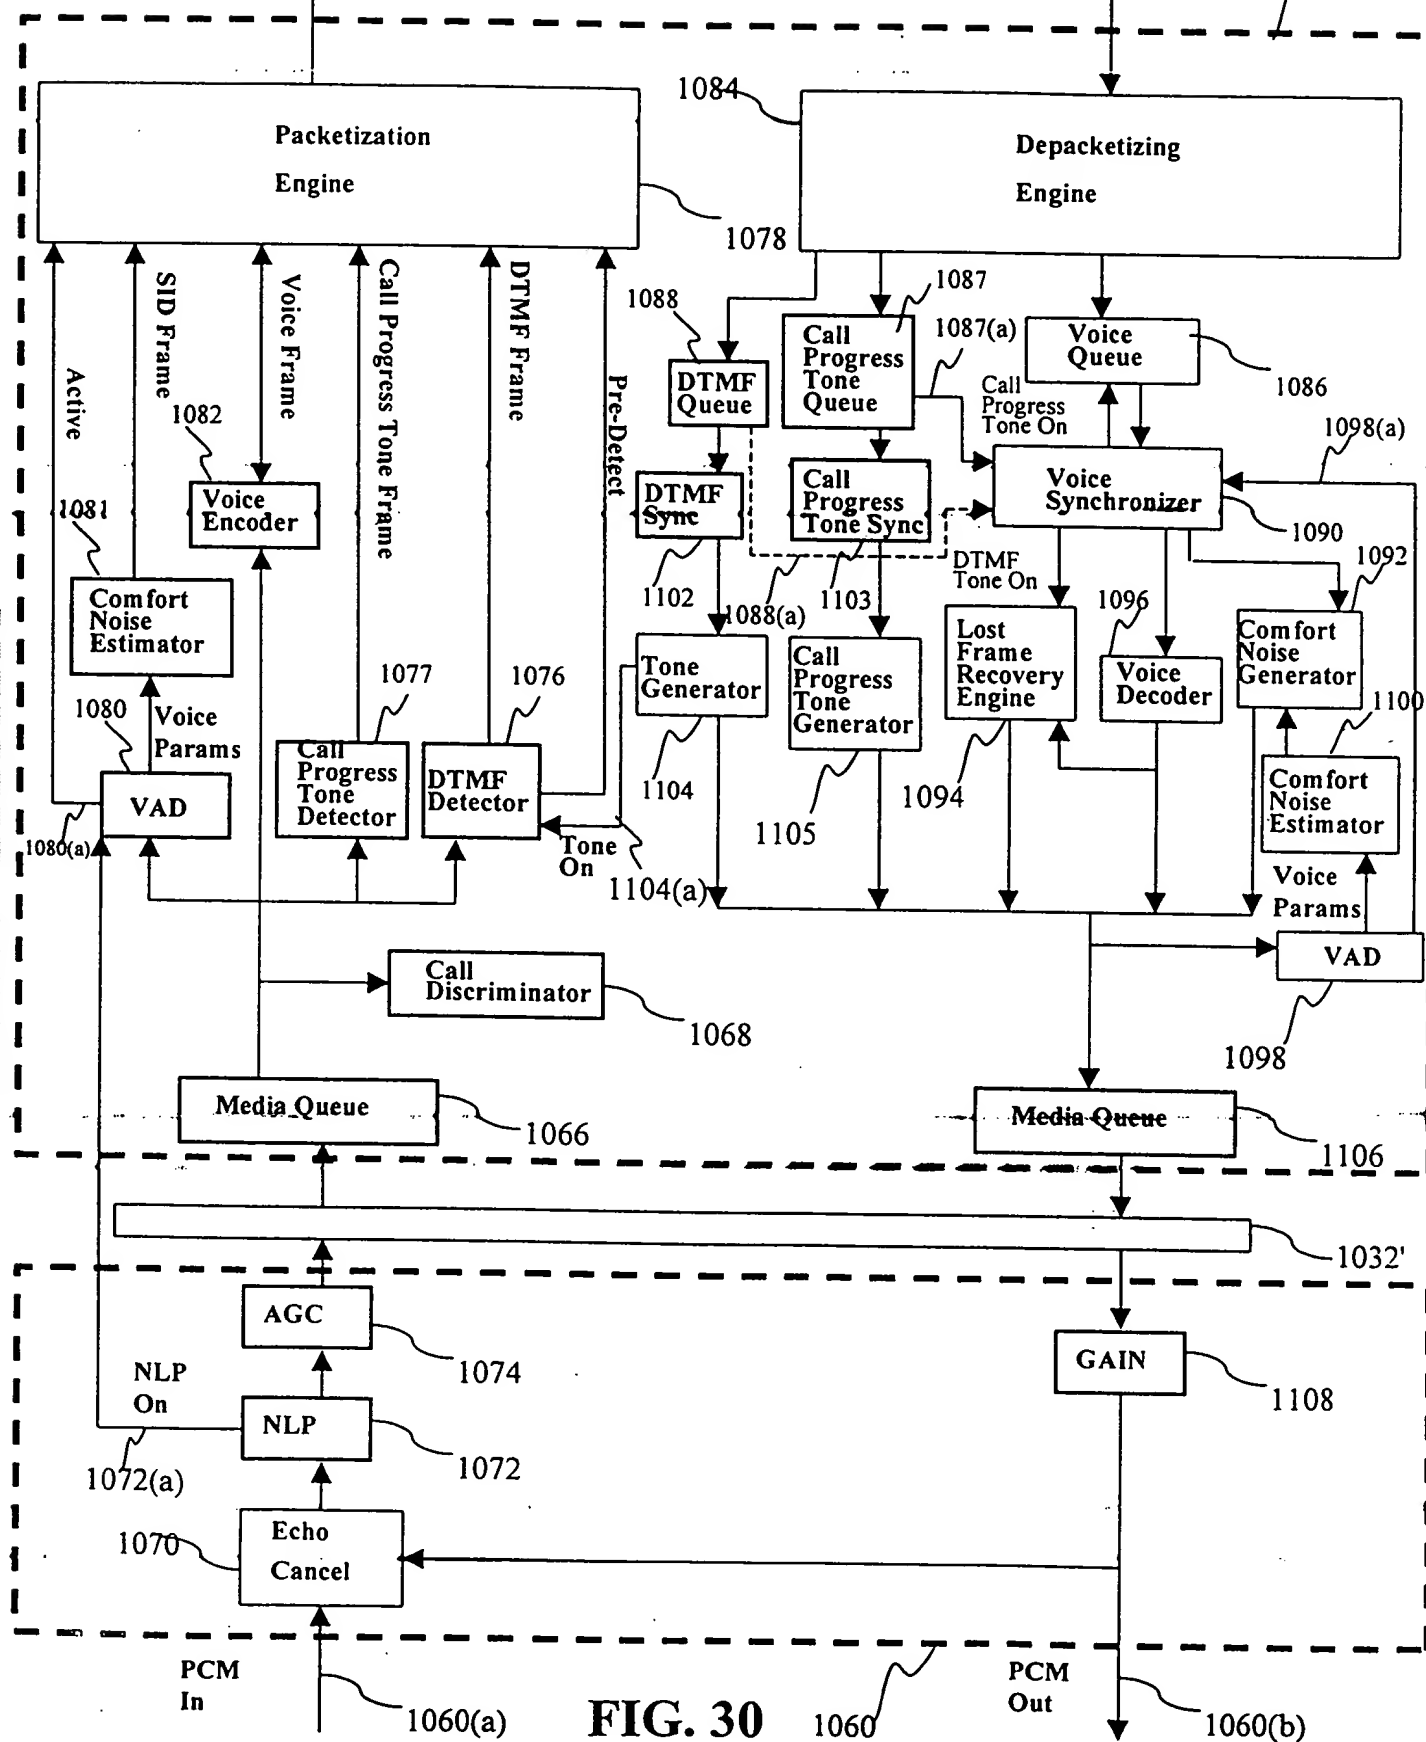 Packetization
Engine
1078
1084
Depacketizing
Engine
Active
SID Frame
Voice Frame
Call Progress Tone Frame
DTMF Frame
Pre-Detect
1082
Voice
Encoder
1081
Comfort
Noise
Estimator
1080
Voice
Params
VAD
1080(a)
1077
Call
Progress
Tone
Detector
1076
DTMF
Detector
Tone
On
1104(a)
1088
DTMF
Queue
1087
Call
Progress
Tone
Queue
1087(a)
Voice
Queue
1086
Call
Progress
Tone On
1098(a)
DTMF
Sync
1102
Call
Progress
Tone Sync
1103
1088(a)
Voice
Synchronizer
1090
DTMF
Tone On
1092
Tone
Generator
1104
Call
Progress
Tone
Generator
1105
Lost
Frame
Recovery
Engine
1094
1096
Voice
Decoder
Comfort
Noise
Generator
1100
Comfort
Noise
Estimator
Voice
Params
VAD
1098
Call
Discriminator
1068
Media Queue
1066
Media Queue
1106
1032'
AGC
1074
GAIN
1108
NLP
On
NLP
1072
1072(a)
Echo
Cancel
1070
PCM
In
1060(a)
FIG. 30
1060
PCM
Out
1060(b)